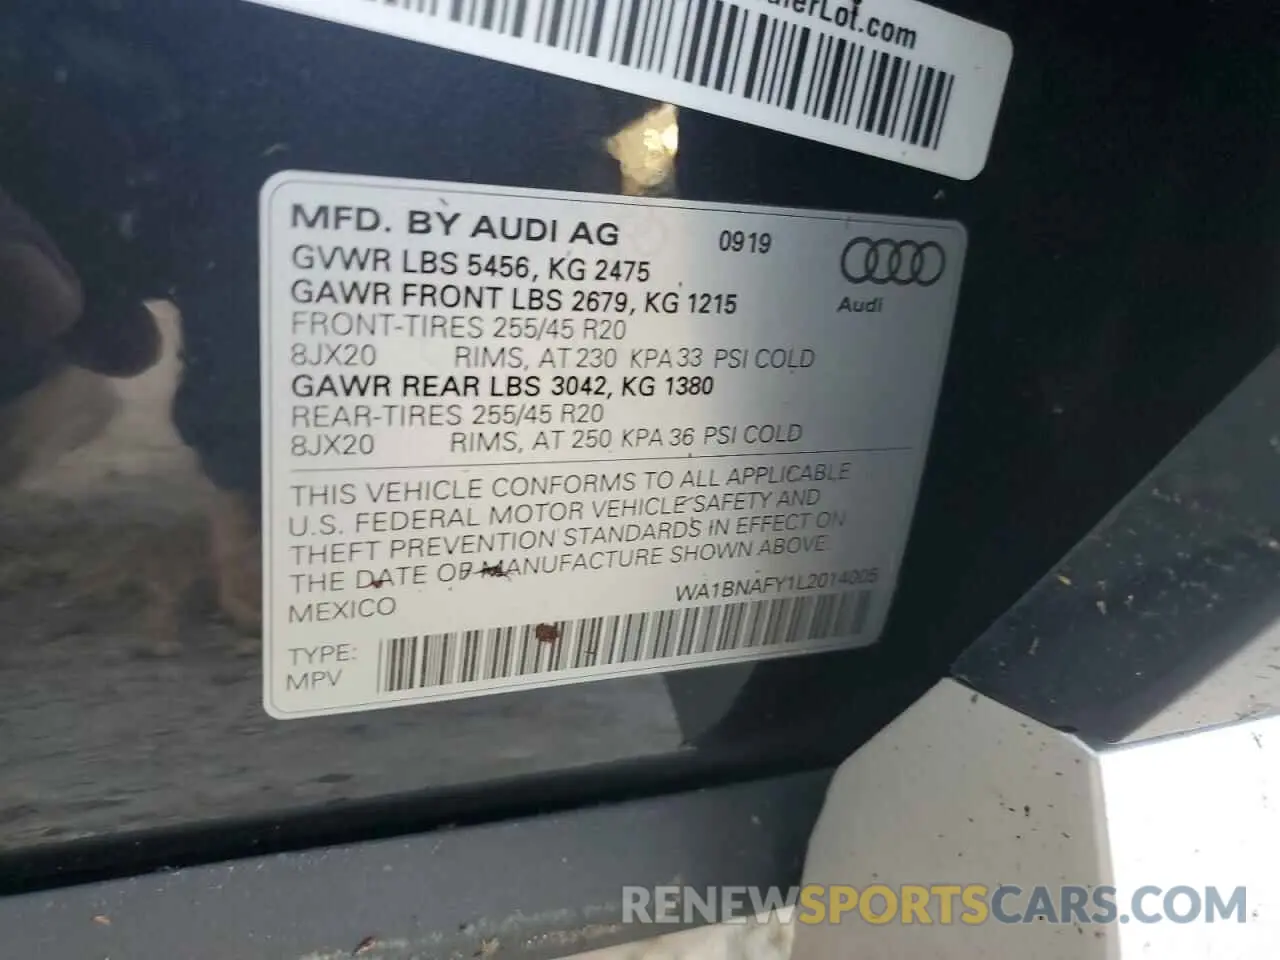 Lot.com
MFD. BY AUDI AG 0919
GVWR LBS 5456, KG 2475
GAWR FRONT LBS 2679, KG 1215
Audi
FRONT-TIRES 255/45 R20
8JX20 RIMS, AT 230 KPA 33 PSI COLD
GAWR REAR LBS 3042, KG 1380
REAR-TIRES 255/45 R20
8JX20 RIMS, AT 250 KPA 36 PSI COLD
THIS VEHICLE CONFORMS TO ALL APPLICABLE
U.S. FEDERAL MOTOR VEHICLE SAFETY AND
THEFT PREVENTION STANDARDS IN EFFECT ON
THE DATE OF MANUFACTURE SHOWN ABOVE.
MEXICO WA1BNAFY1L2014005
TYPE:
MPV
RENEWSPORTSCARS.COM